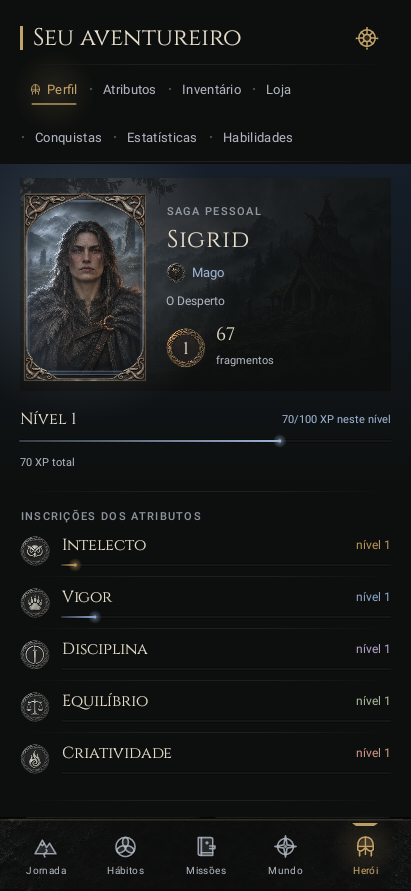 Seu aventureiro
Perfil · Atributos · Inventário · Loja
· Conquistas · Estatísticas · Habilidades
SAGA PESSOAL
Sigrid
Mago
O Desperto
1
67
fragmentos
Nível 1
70/100 XP neste nível
70 XP total
INSCRIÇÕES DOS ATRIBUTOS
Intelecto nível 1
Vigor nível 1
Disciplina nível 1
Equilíbrio nível 1
Criatividade nível 1
Jornada Hábitos Missões Mundo Herói